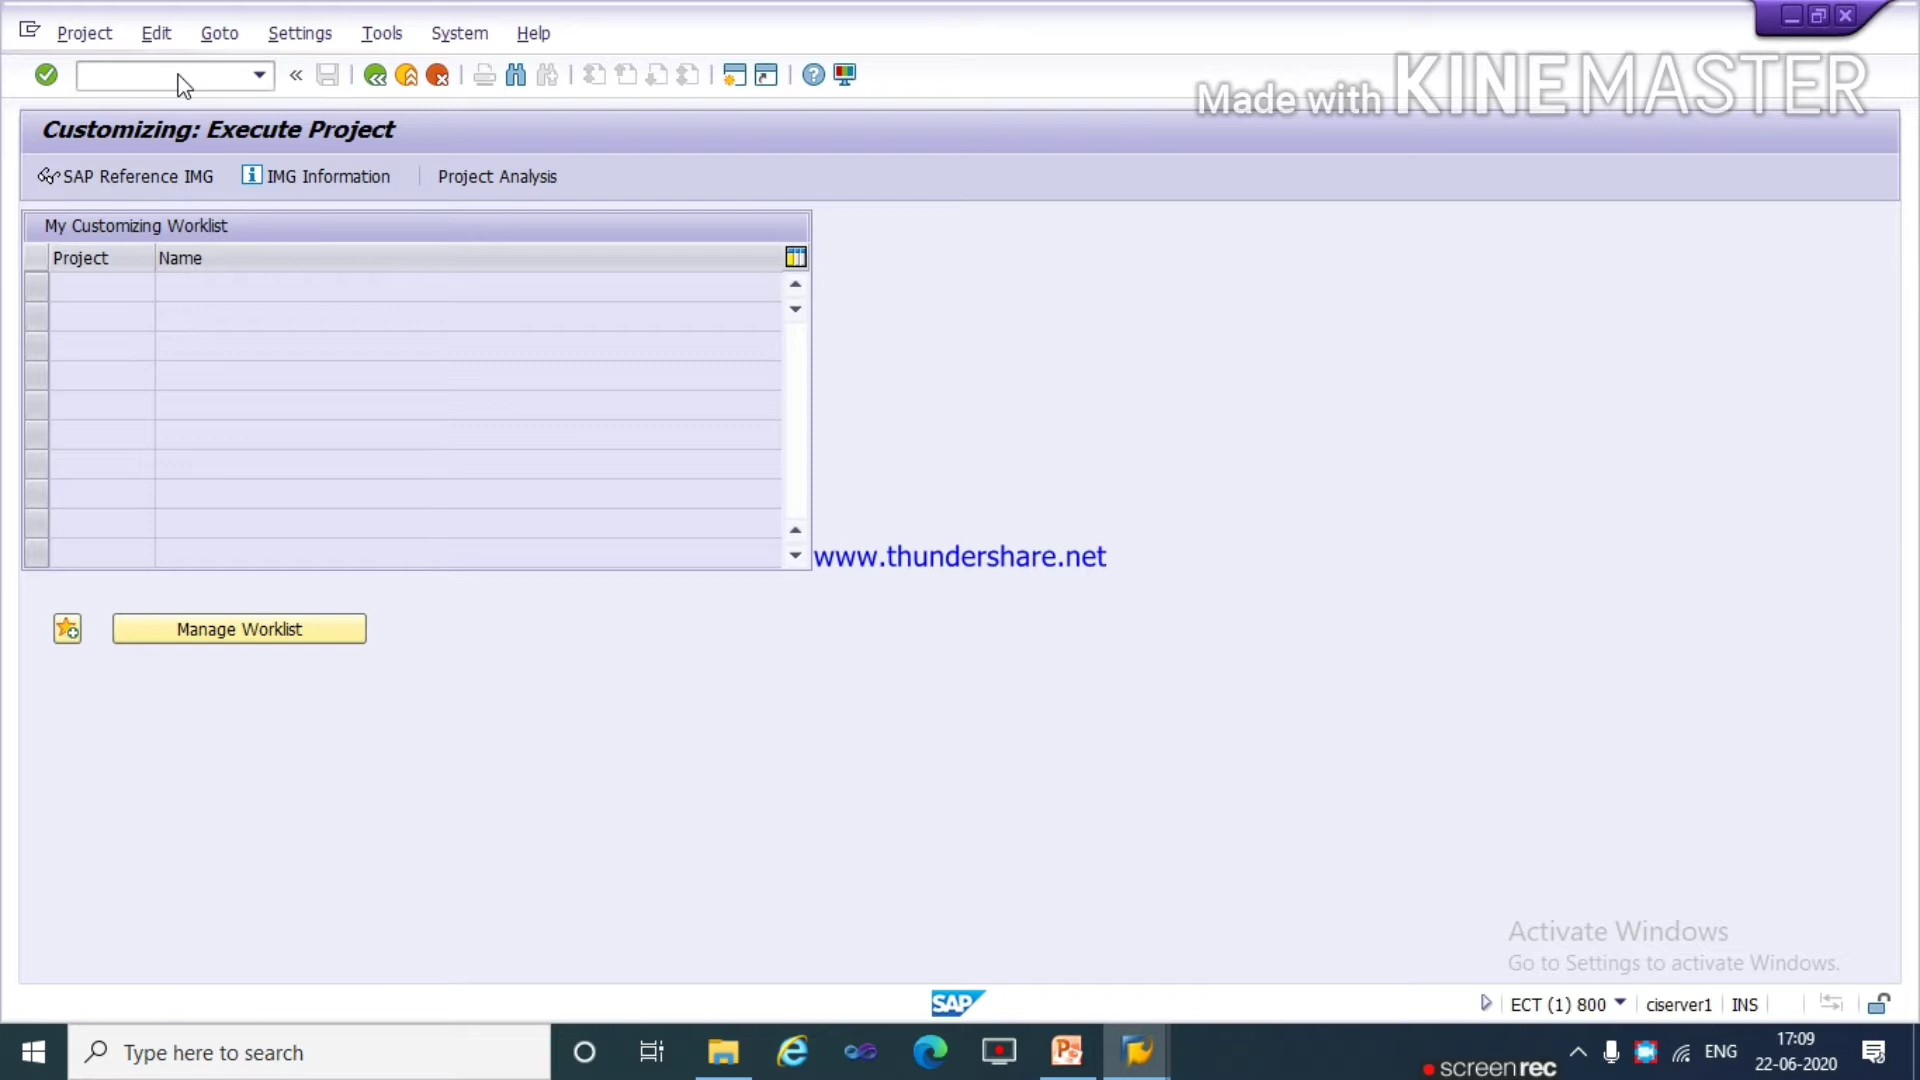 Project Edit Goto Settings Tools System Help
Made with KINEMASTER
Customizing: Execute Project
SAP Reference IMG IMG Information Project Analysis
My Customizing Worklist
Project Name
www.thundershare.net
Manage Worklist
Activate Windows
Go to Settings to activate Windows.
SAP ECT (1) 800 ciserver1 INS
Type here to search
ENG
17:09
22-06-2020
screenrec